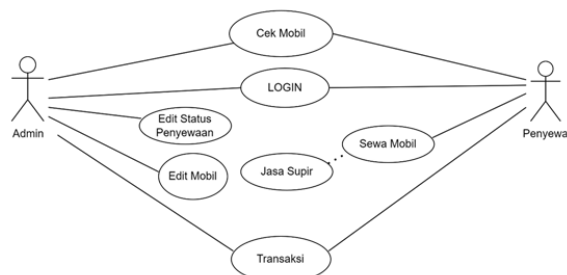 Cek Mobil
LOGIN
Admin
Edit Status
Penyewaan
Sewa Mobil
Penyewa
Edit Mobil
Jasa Supir
Transaksi